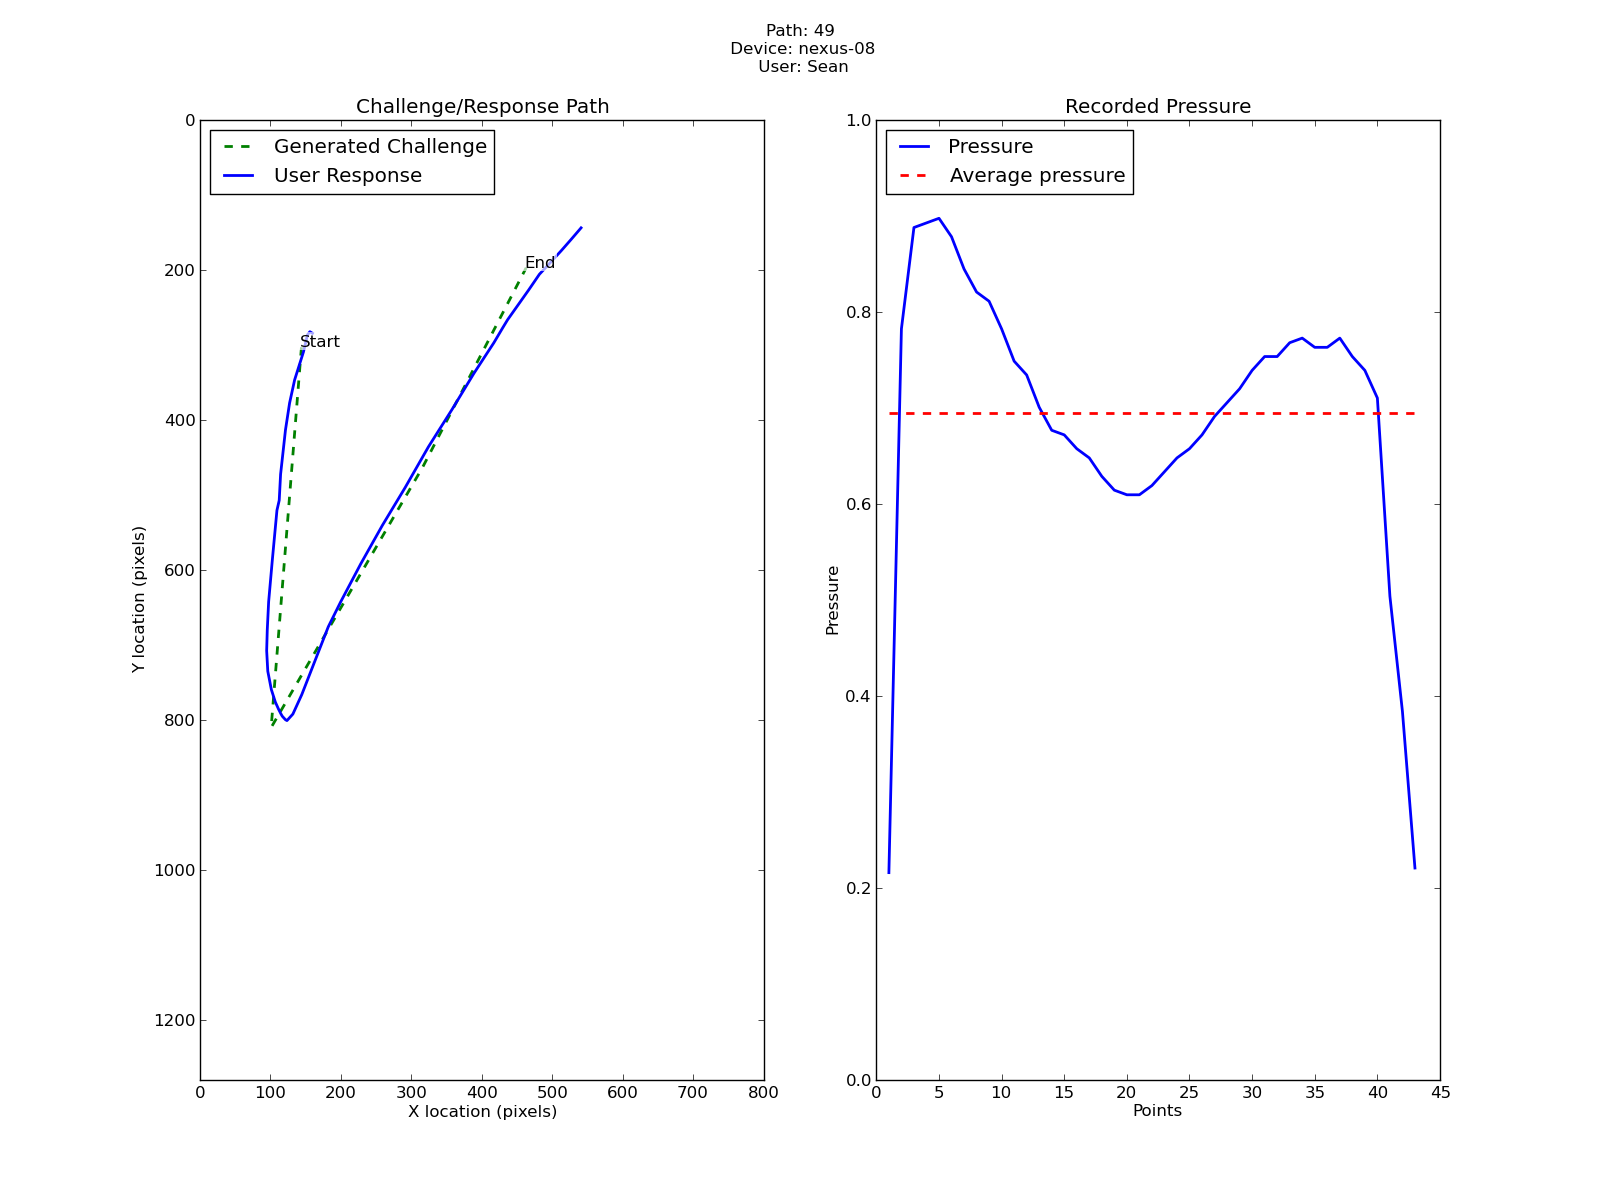 Path: 49
Device: nexus-08
User: Sean
Challenge/Response Path
Generated Challenge
User Response
Start
End
0
200
400
600
800
1000
1200
Y location (pixels)
0 100 200 300 400 500 600 700 800
X location (pixels)
Recorded Pressure
Pressure
Average pressure
1.0
0.8
0.6
0.4
0.2
0.0
Pressure
0 5 10 15 20 25 30 35 40 45
Points